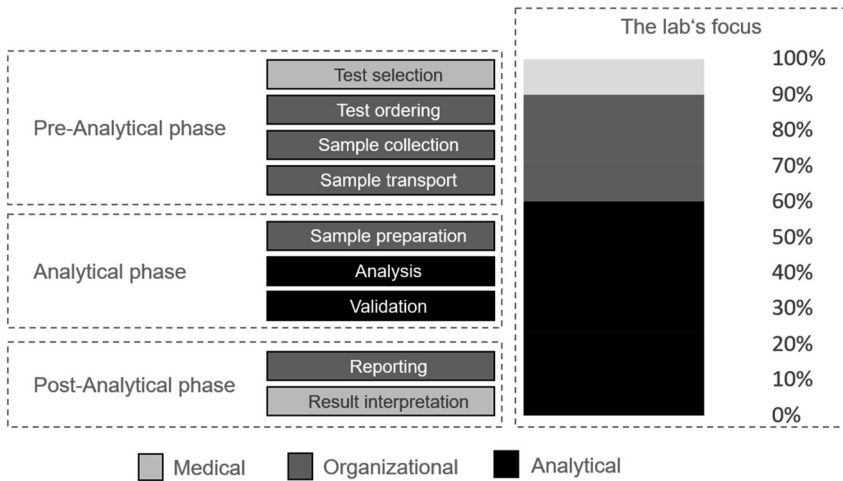 The lab‘s focus
Pre-Analytical phase
Test selection
Test ordering
Sample collection
Sample transport
Analytical phase
Sample preparation
Analysis
Validation
Post-Analytical phase
Reporting
Result interpretation
100%
90%
80%
70%
60%
50%
40%
30%
20%
10%
0%
Medical
Organizational
Analytical